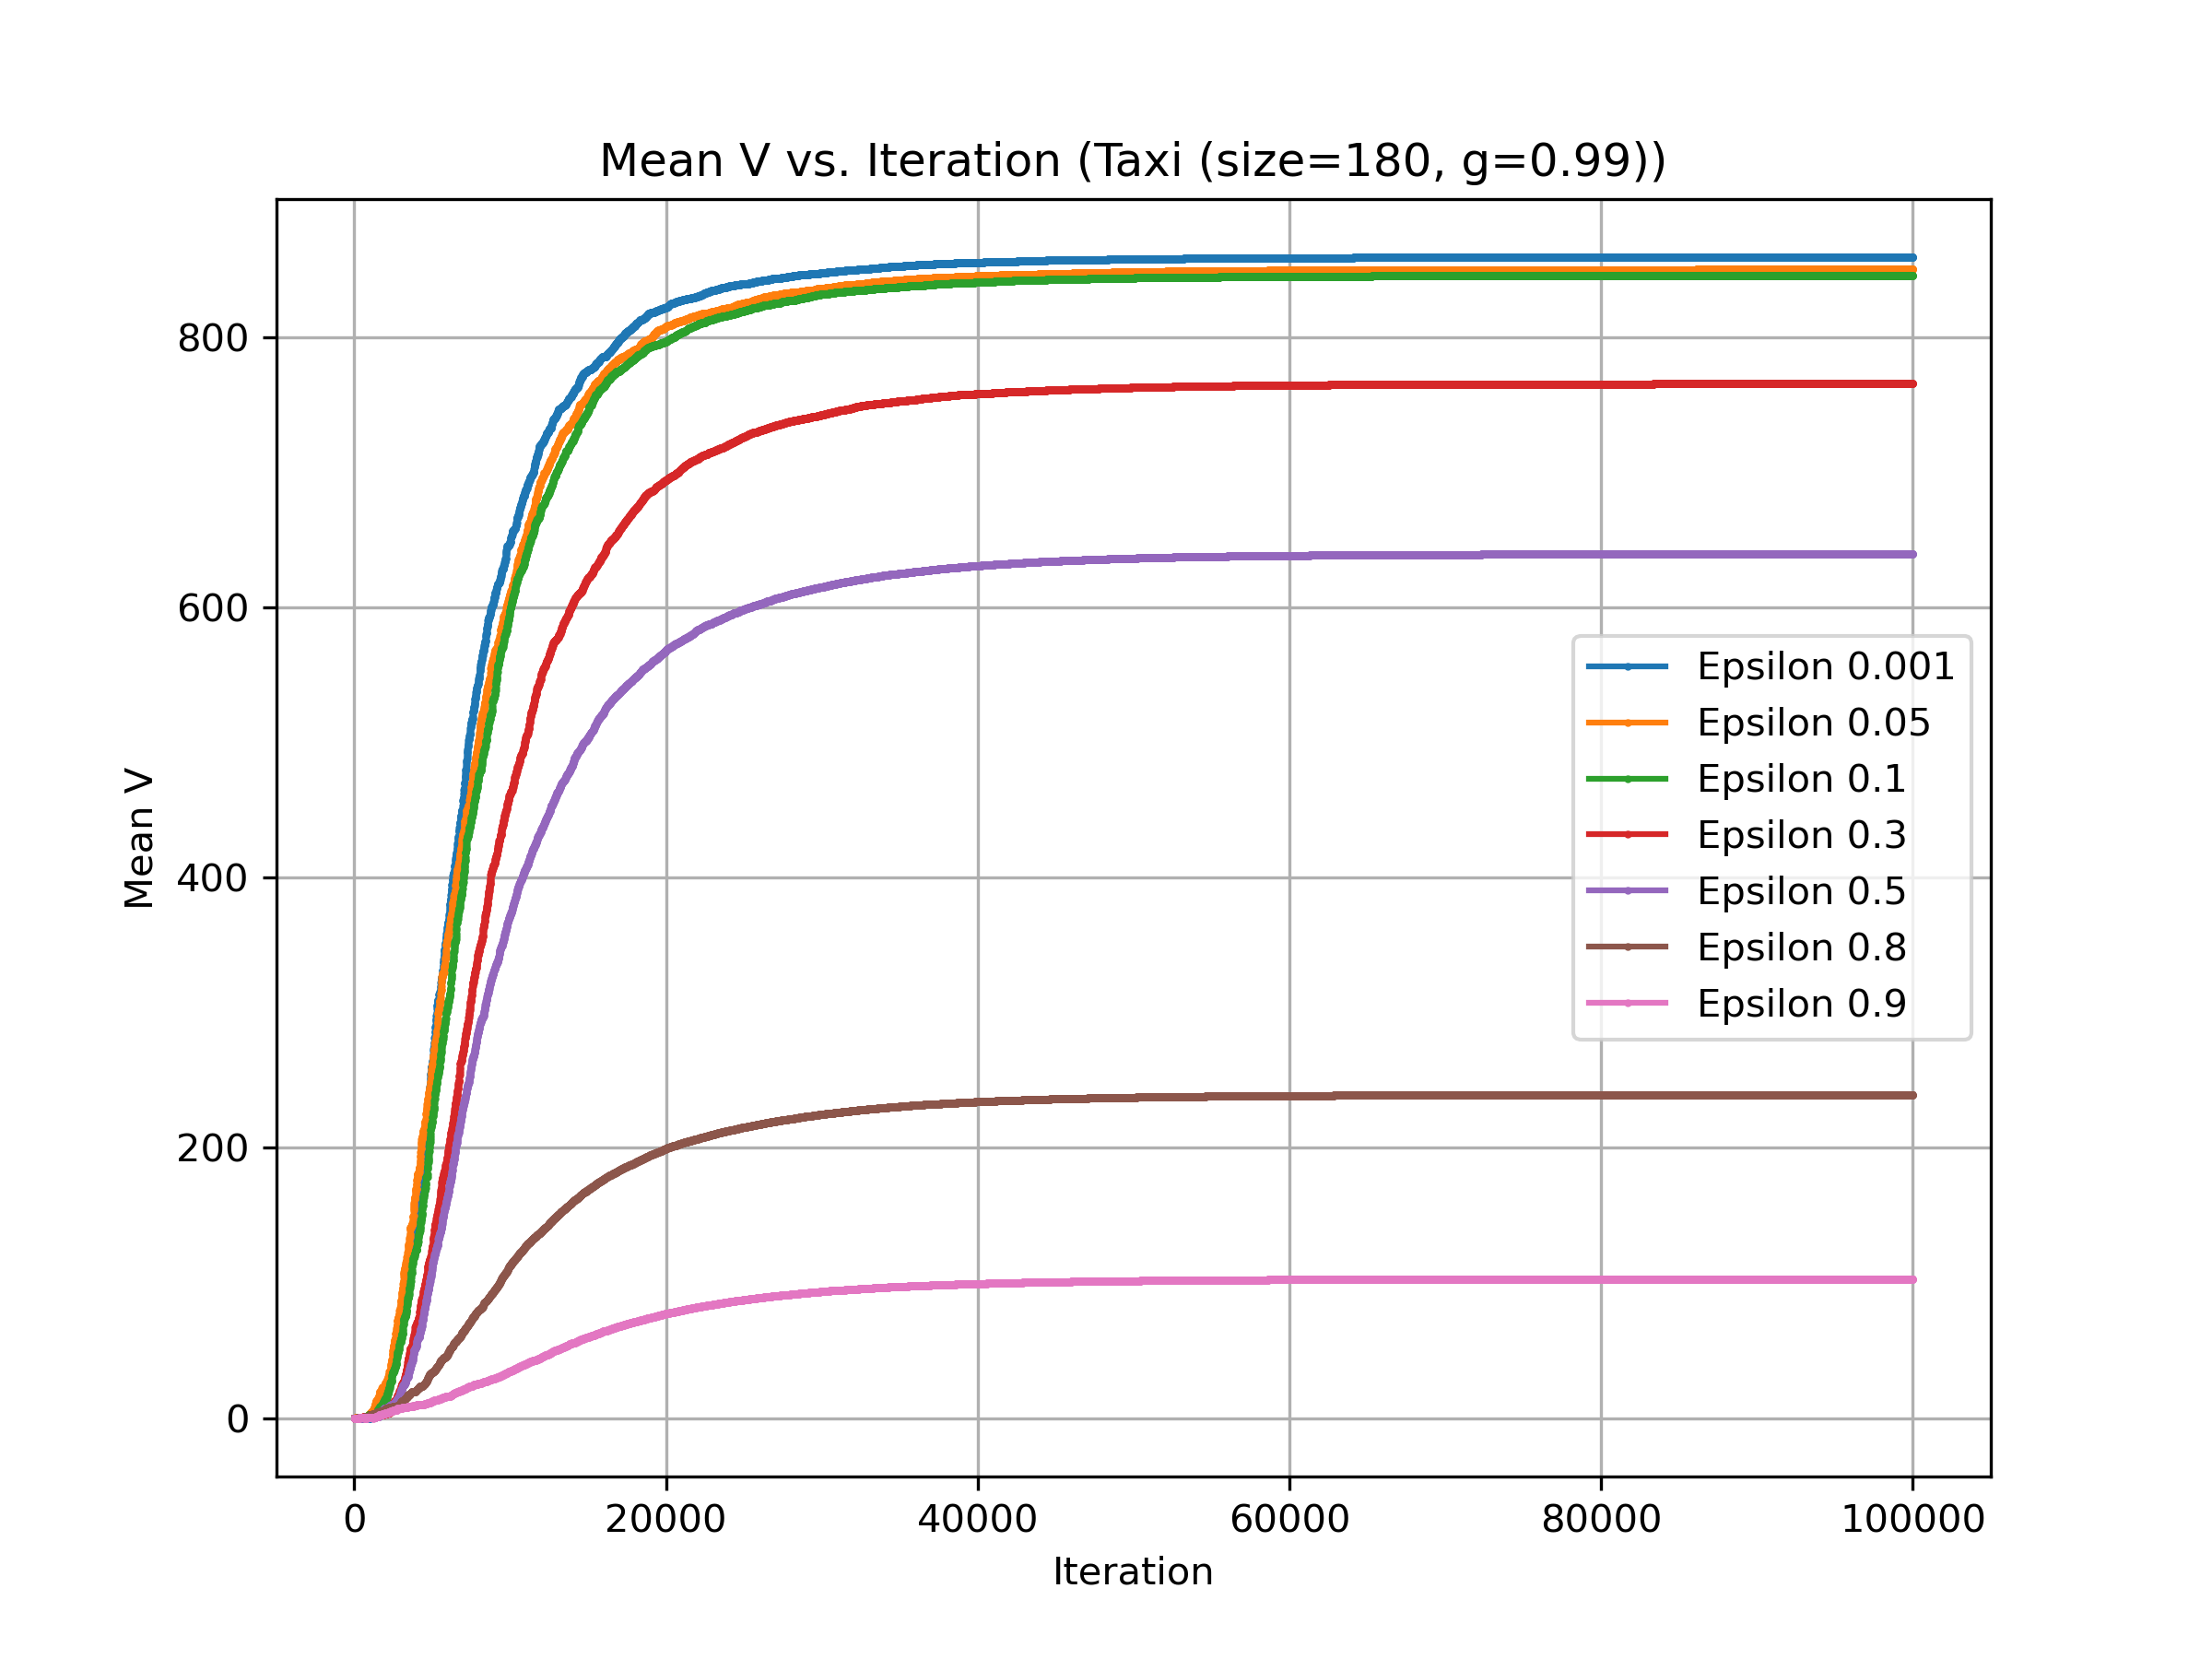 Mean V vs. Iteration (Taxi (size=180, g=0.99))
Mean V
800
600
400
200
0
Epsilon 0.001
Epsilon 0.05
Epsilon 0.1
Epsilon 0.3
Epsilon 0.5
Epsilon 0.8
Epsilon 0.9
0 20000 40000 60000 80000 100000
Iteration